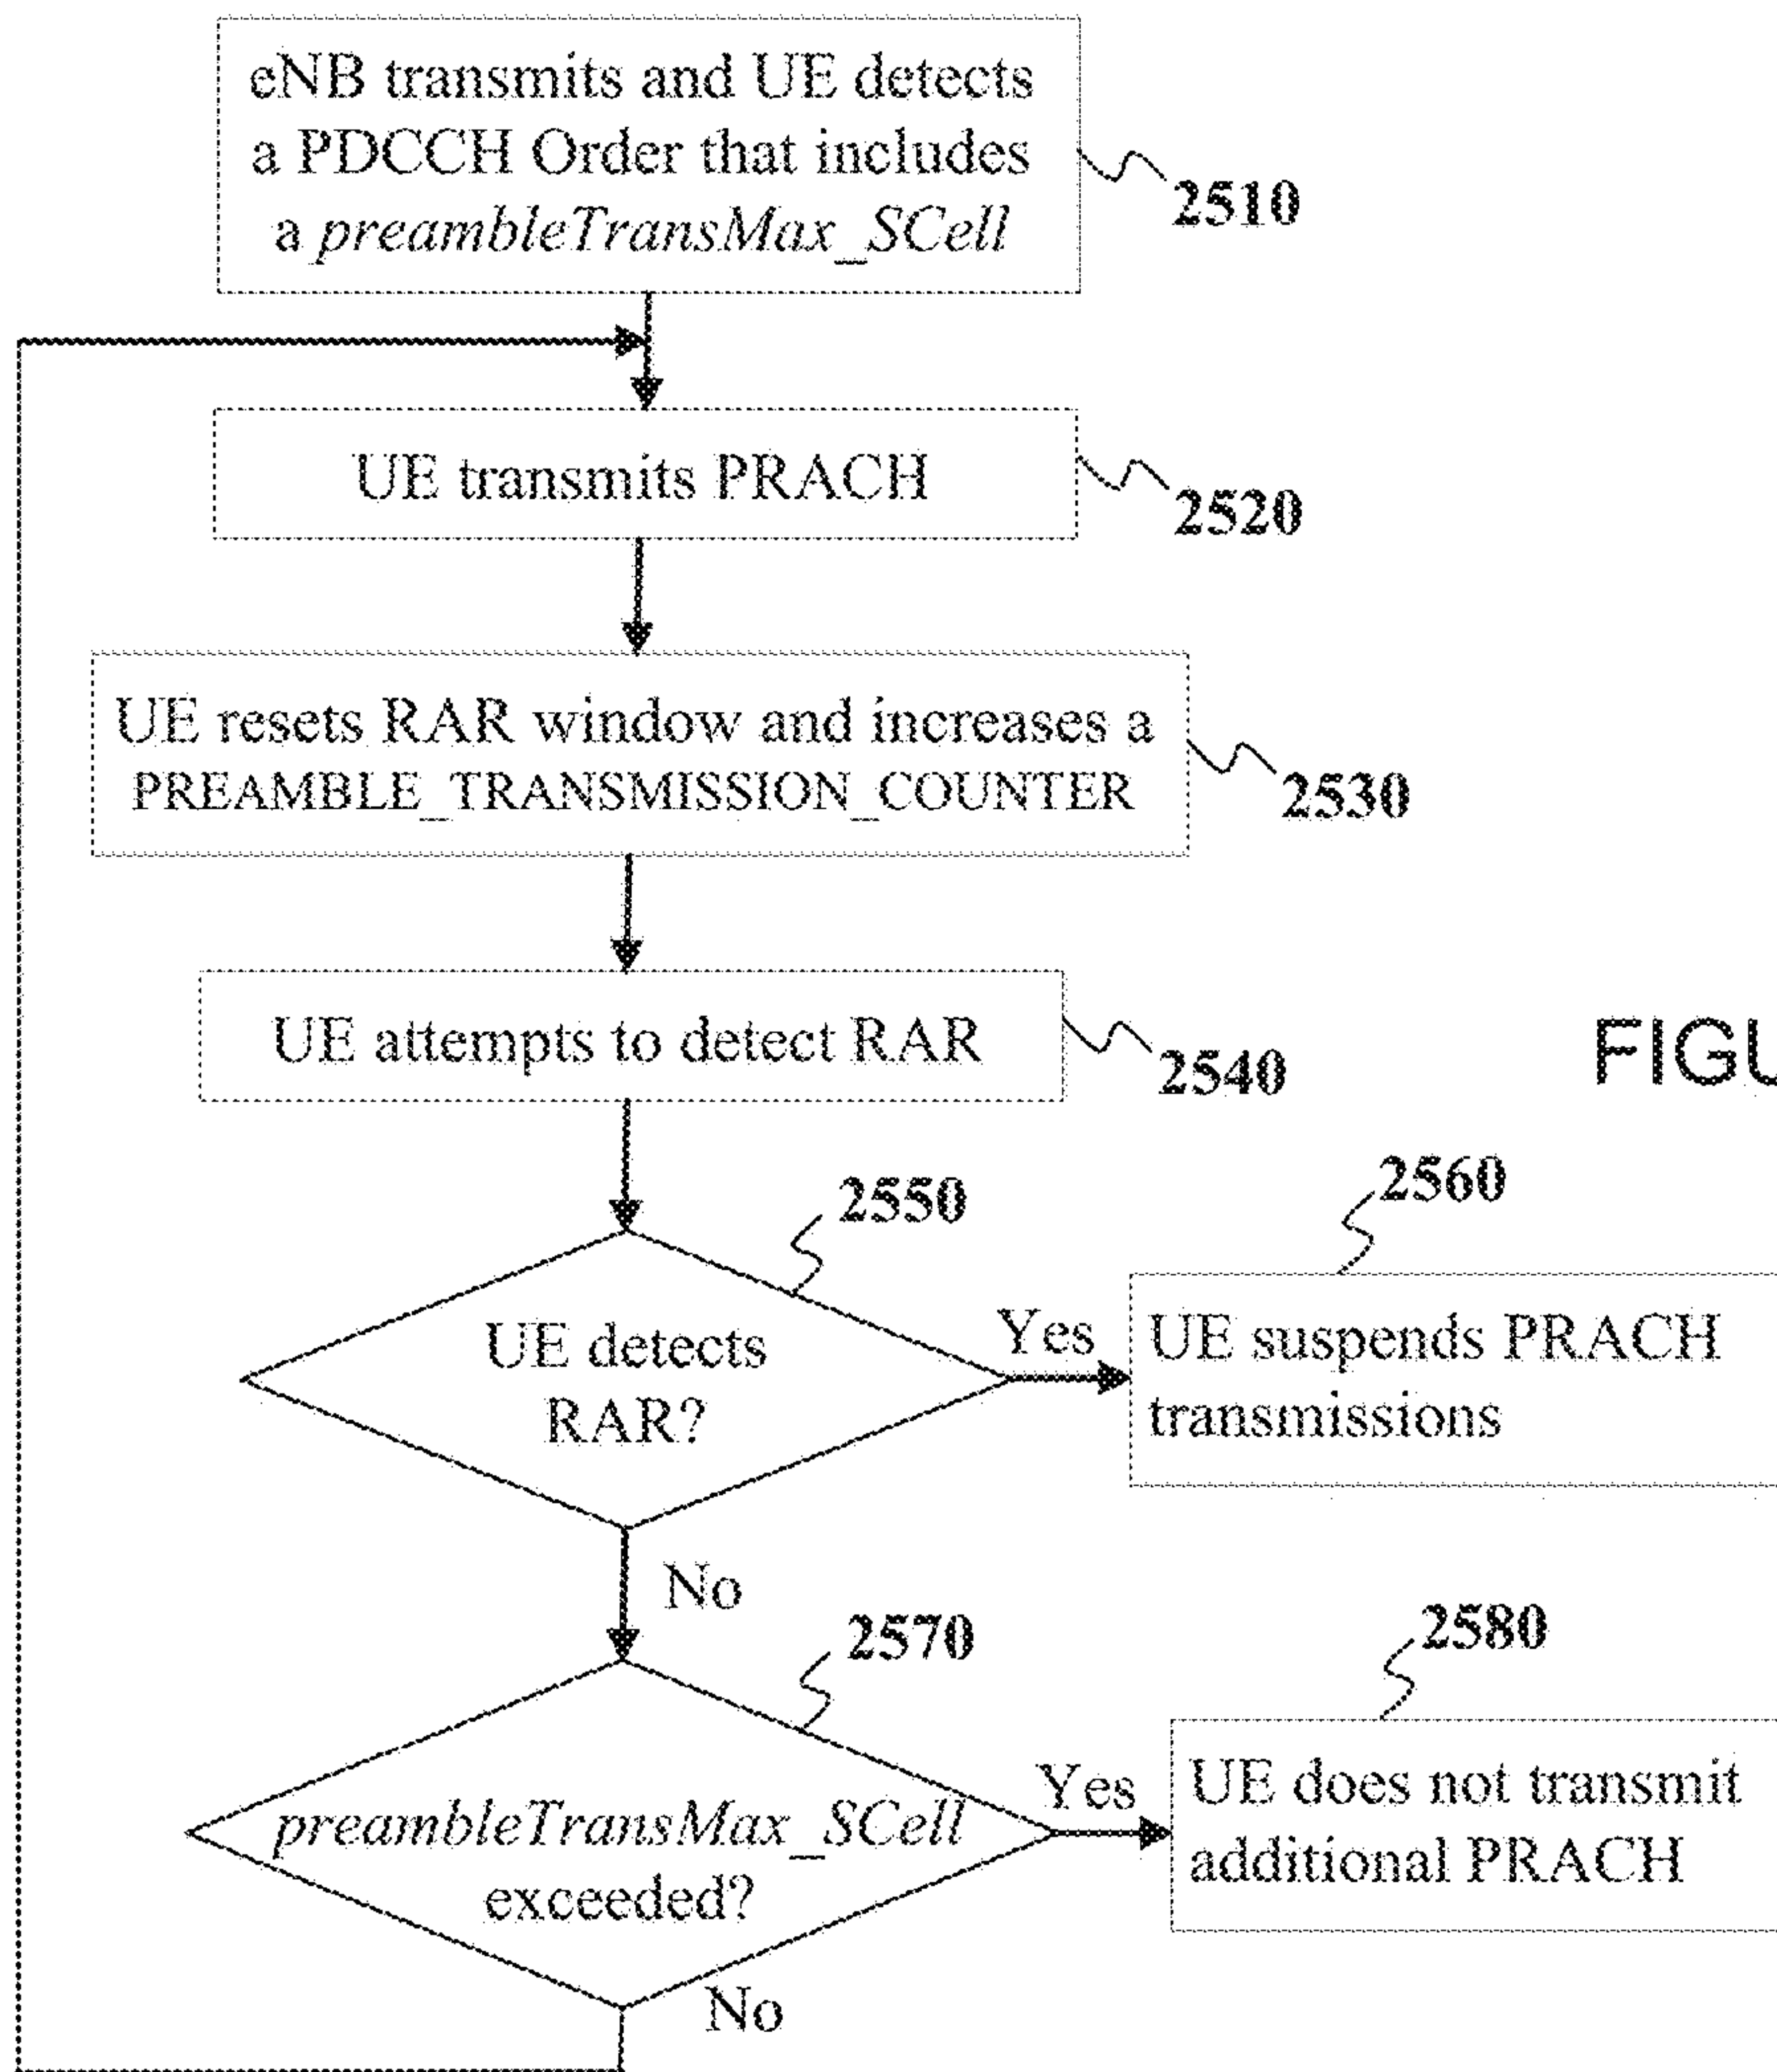 eNB transmits and UE detects
a PDCCH Order that includes
a preambleTransMax_SCell
2510
UE transmits PRACH
2520
UE resets RAR window and increases a
PREAMBLE_TRANSMISSION_COUNTER
2530
UE attempts to detect RAR
2540
FIGU
2550
2560
UE detects
RAR?
Yes
UE suspends PRACH
transmissions
No
2570
2580
preambleTransMax_SCell
exceeded?
Yes
UE does not transmit
additional PRACH
No